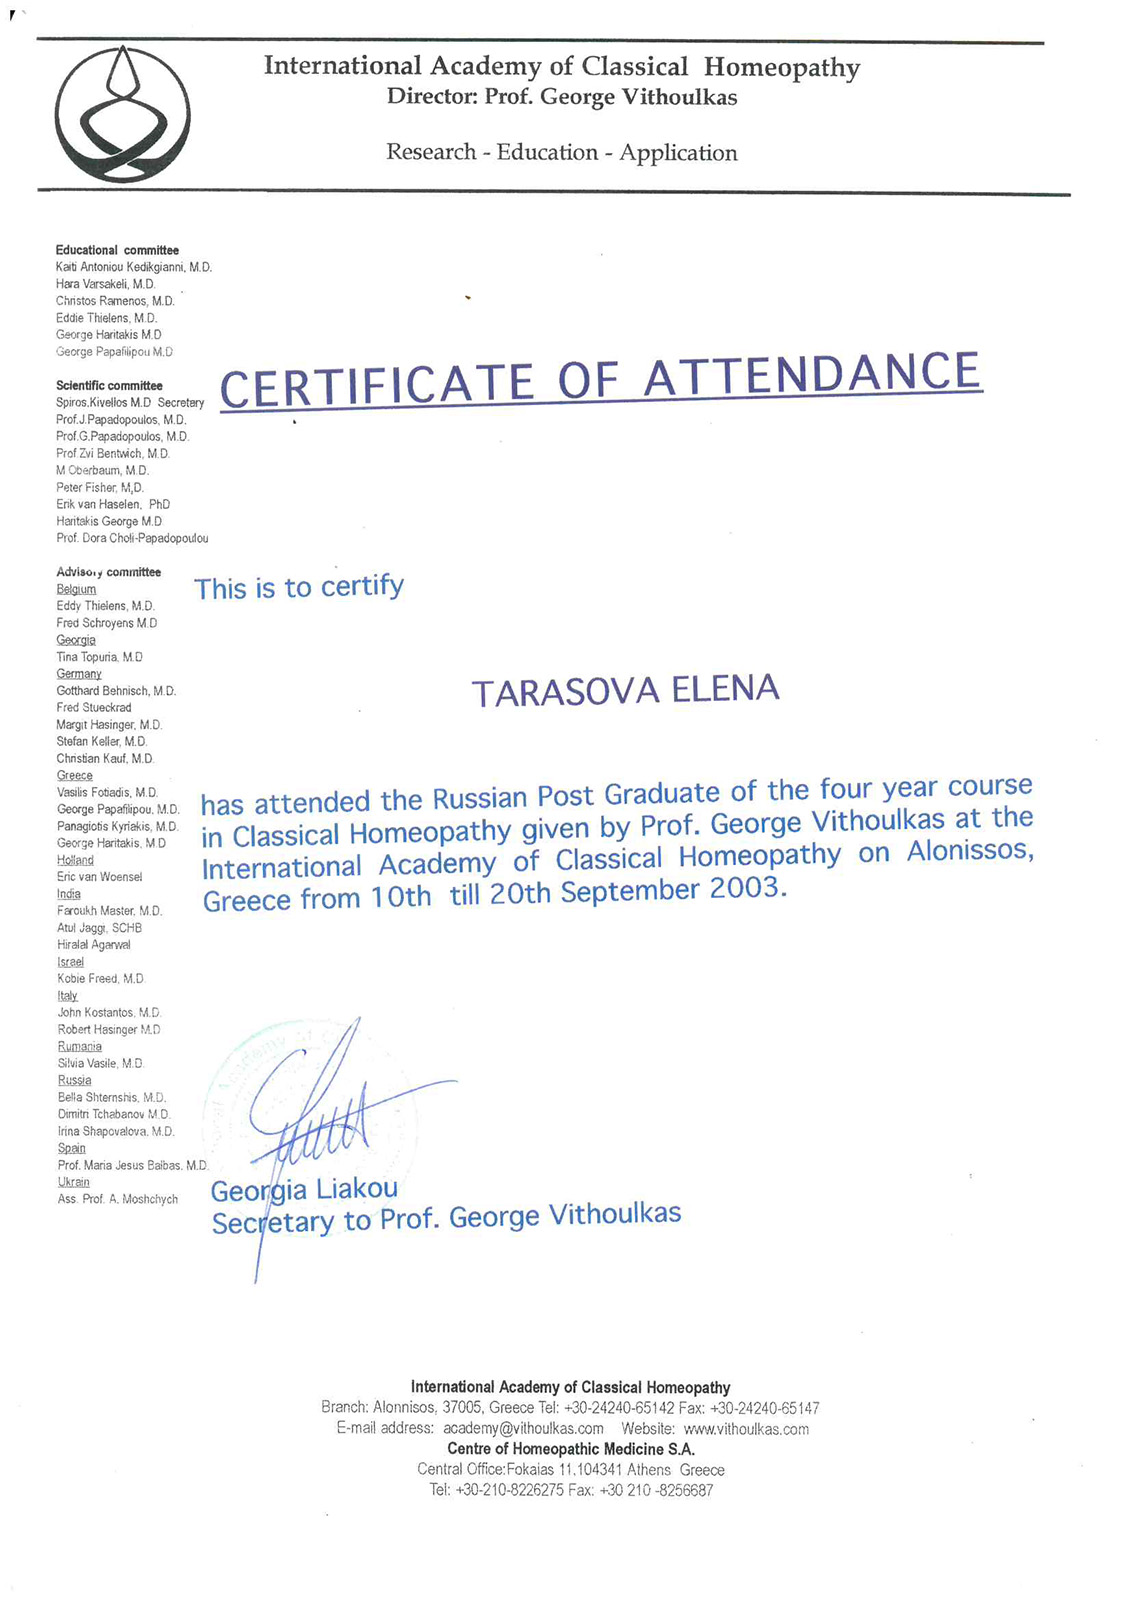 International Academy of Classical Homeopathy
Director: Prof. George Vithoulkas
Research - Education - Application
Educational committee
Kaiti Antoniou Kedikgianni, M.D.
Hara Varsakeli, M.D.
Christos Ramenos, M.D.
Eddie Thielens, M.D.
George Haritakis M.D
George Papafilipou M.D
Scientific committee
Spiros.Kivellos M.D Secretary
Prof.J.Papadopoulos, M.D.
Prof.G.Papadopoulos, M.D.
Prof.Zvi Bentwich, M.D.
M Oberbaum, M.D.
Peter Fisher, M,D.
Erik van Haselen, PhD
Haritakis George M.D
Prof. Dora Choli-Papadopoulou
Advisory committee
Belgium
Eddy Thielens, M.D.
Fred Schroyens M.D
Georgia
Tina Topuria, M.D
Germany
Gotthard Behnisch, M.D.
Fred Stueckrad
Margit Hasinger, M.D.
Stefan Keller, M.D.
Christian Kauf, M.D.
Greece
Vasilis Fotiadis, M.D.
George Papafilipou, M.D.
Panagiotis Kyriakis, M.D.
George Haritakis, M.D
Holland
Eric van Woensel
India
Faroukh Master, M.D.
Atul Jaggi, SCHB
Hiralal Agarwal
Israel
Kobie Freed, M.D.
Italy
John Kostantos, M.D.
Robert Hasinger M.D
Rumania
Silvia Vasile, M.D.
Russia
Bella Shternshis, M.D.
Dimitri Tchabanov M.D.
Irina Shapovalova, M.D.
Spain
Prof. Maria Jesus Balbas, M.D.
Ukrain
Ass. Prof. A. Moshchych
CERTIFICATE OF ATTENDANCE
This is to certify
TARASOVA ELENA
has attended the Russian Post Graduate of the four year course
in Classical Homeopathy given by Prof. George Vithoulkas at the
International Academy of Classical Homeopathy on Alonissos,
Greece from 10th till 20th September 2003.
Georgia Liakou
Secretary to Prof. George Vithoulkas
International Academy of Classical Homeopathy
Branch: Alonnisos, 37005, Greece Tel: +30-24240-65142 Fax: +30-24240-65147
E-mail address: academy@vithoulkas.com Website: www.vithoulkas.com
Centre of Homeopathic Medicine S.A.
Central Office:Fokaias 11,104341 Athens Greece
Tel: +30-210-8226275 Fax: +30 210 -8256687